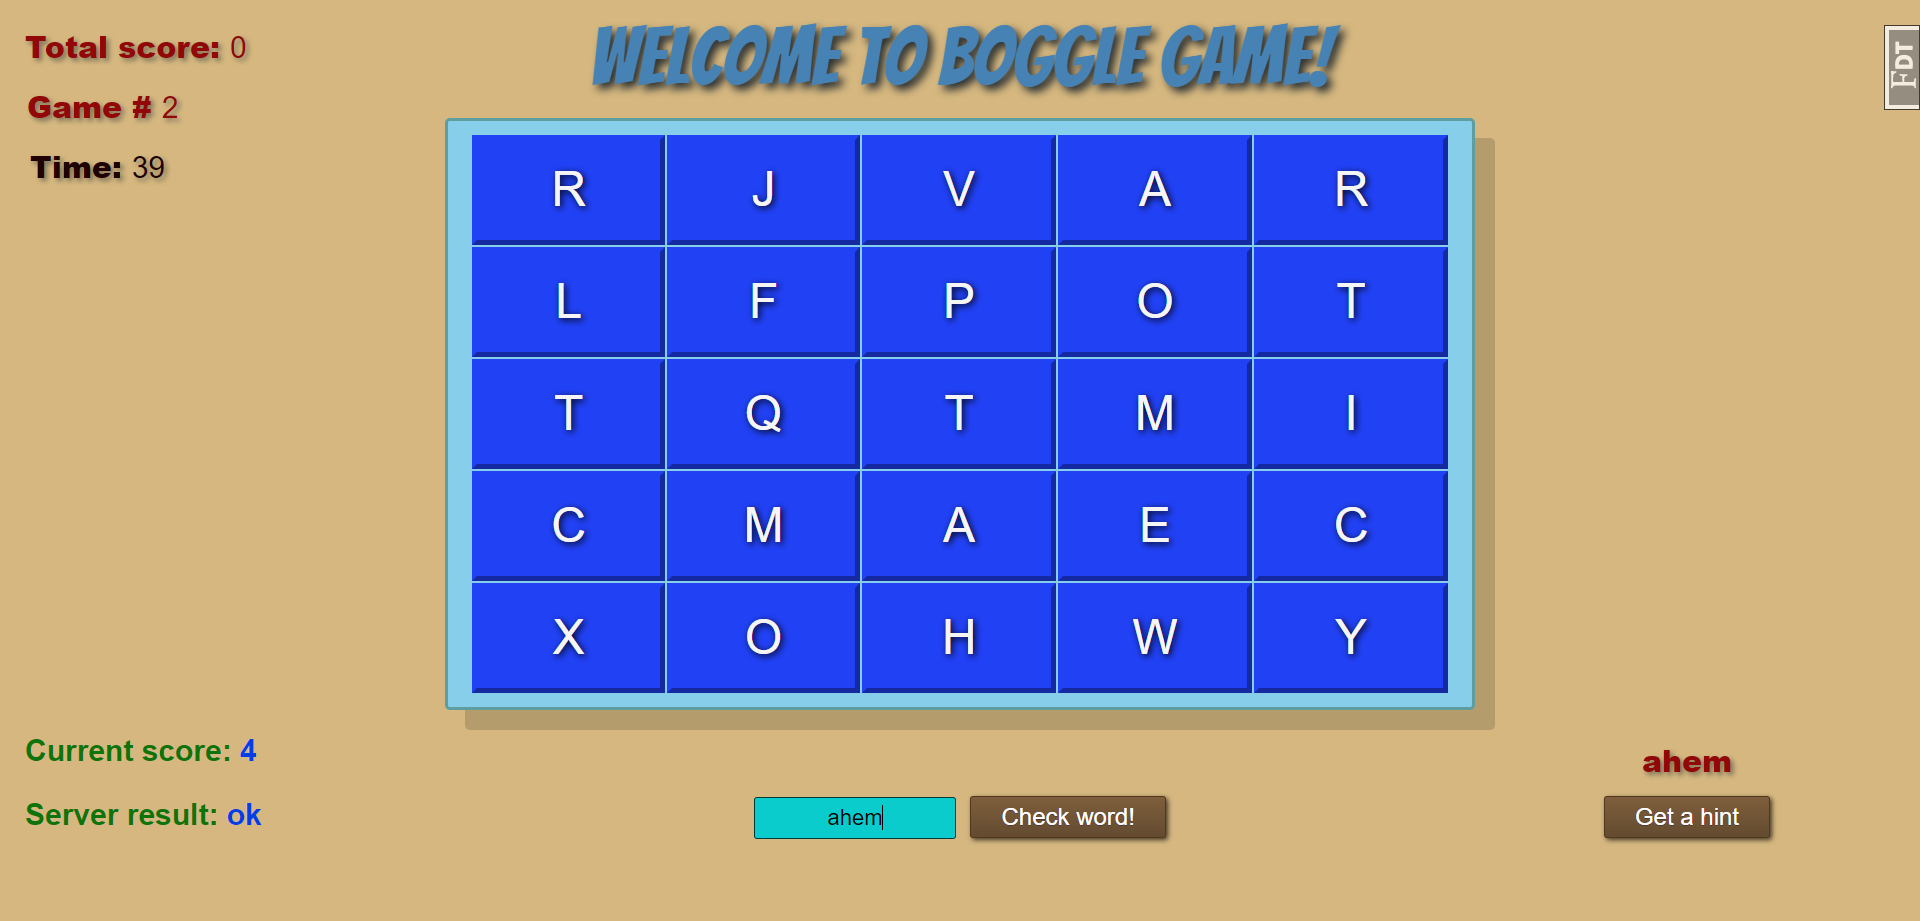 WELCOME TO BOGGLE GAME!
Total score: 0
Game # 2
Time: 39
FDT
R J V A R
L F P O T
T Q T M I
C M A E C
X O H W Y
Current score: 4
Server result: ok
ahem
Check word!
ahem
Get a hint